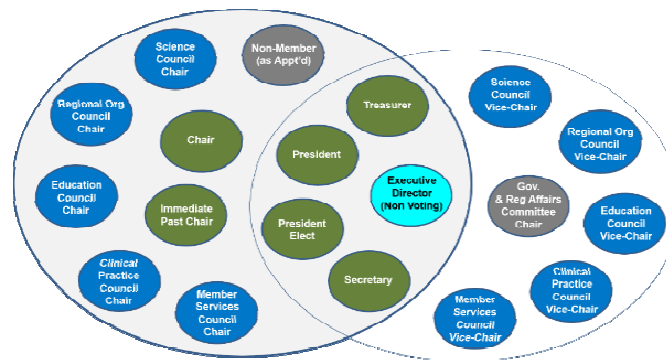 Science
Council
Chair
Non-Member
(as Appt'd)
Regional Org.
Council
Chair
Chair
Education
Council
Chair
Immediate
Past Chair
Clinical
Practice
Council
Chair
Member
Services
Council
Chair
Treasurer
President
Executive
Director
(Non Voting)
President
Elect
Secretary
Science
Council
Vice-Chair
Regional Org
Council
Vice-Chair
Gov.
& Reg Affairs
Committee
Chair
Education
Council
Vice-Chair
Clinical
Practice
Council
Vice-Chair
Member
Services
Council
Vice-Chair